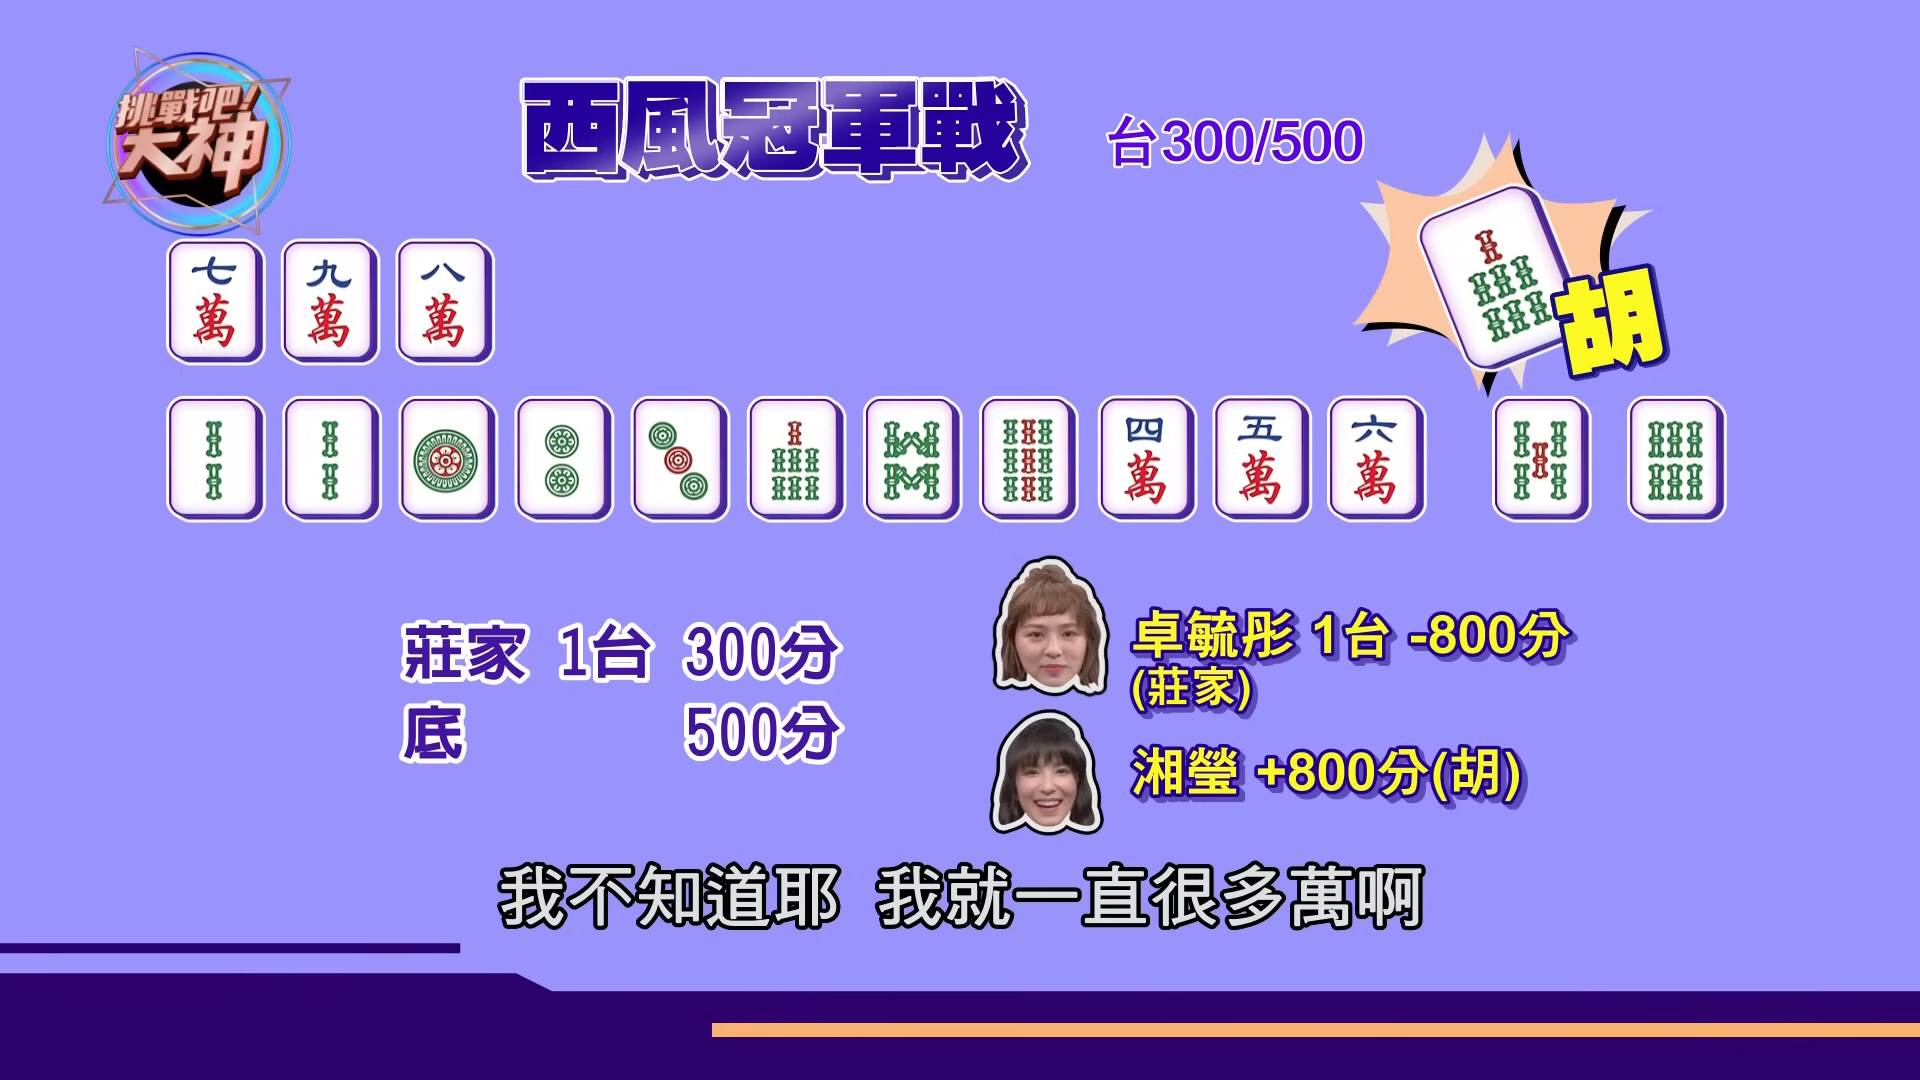 挑戰吧!
大神
西風冠軍戰
台300/500
胡
七萬 九萬 八萬
四萬 五萬 六萬
莊家 1台 300分
底 500分
卓毓彤 1台 -800分
(莊家)
湘瑩 +800分(胡)
我不知道耶 我就一直很多萬啊